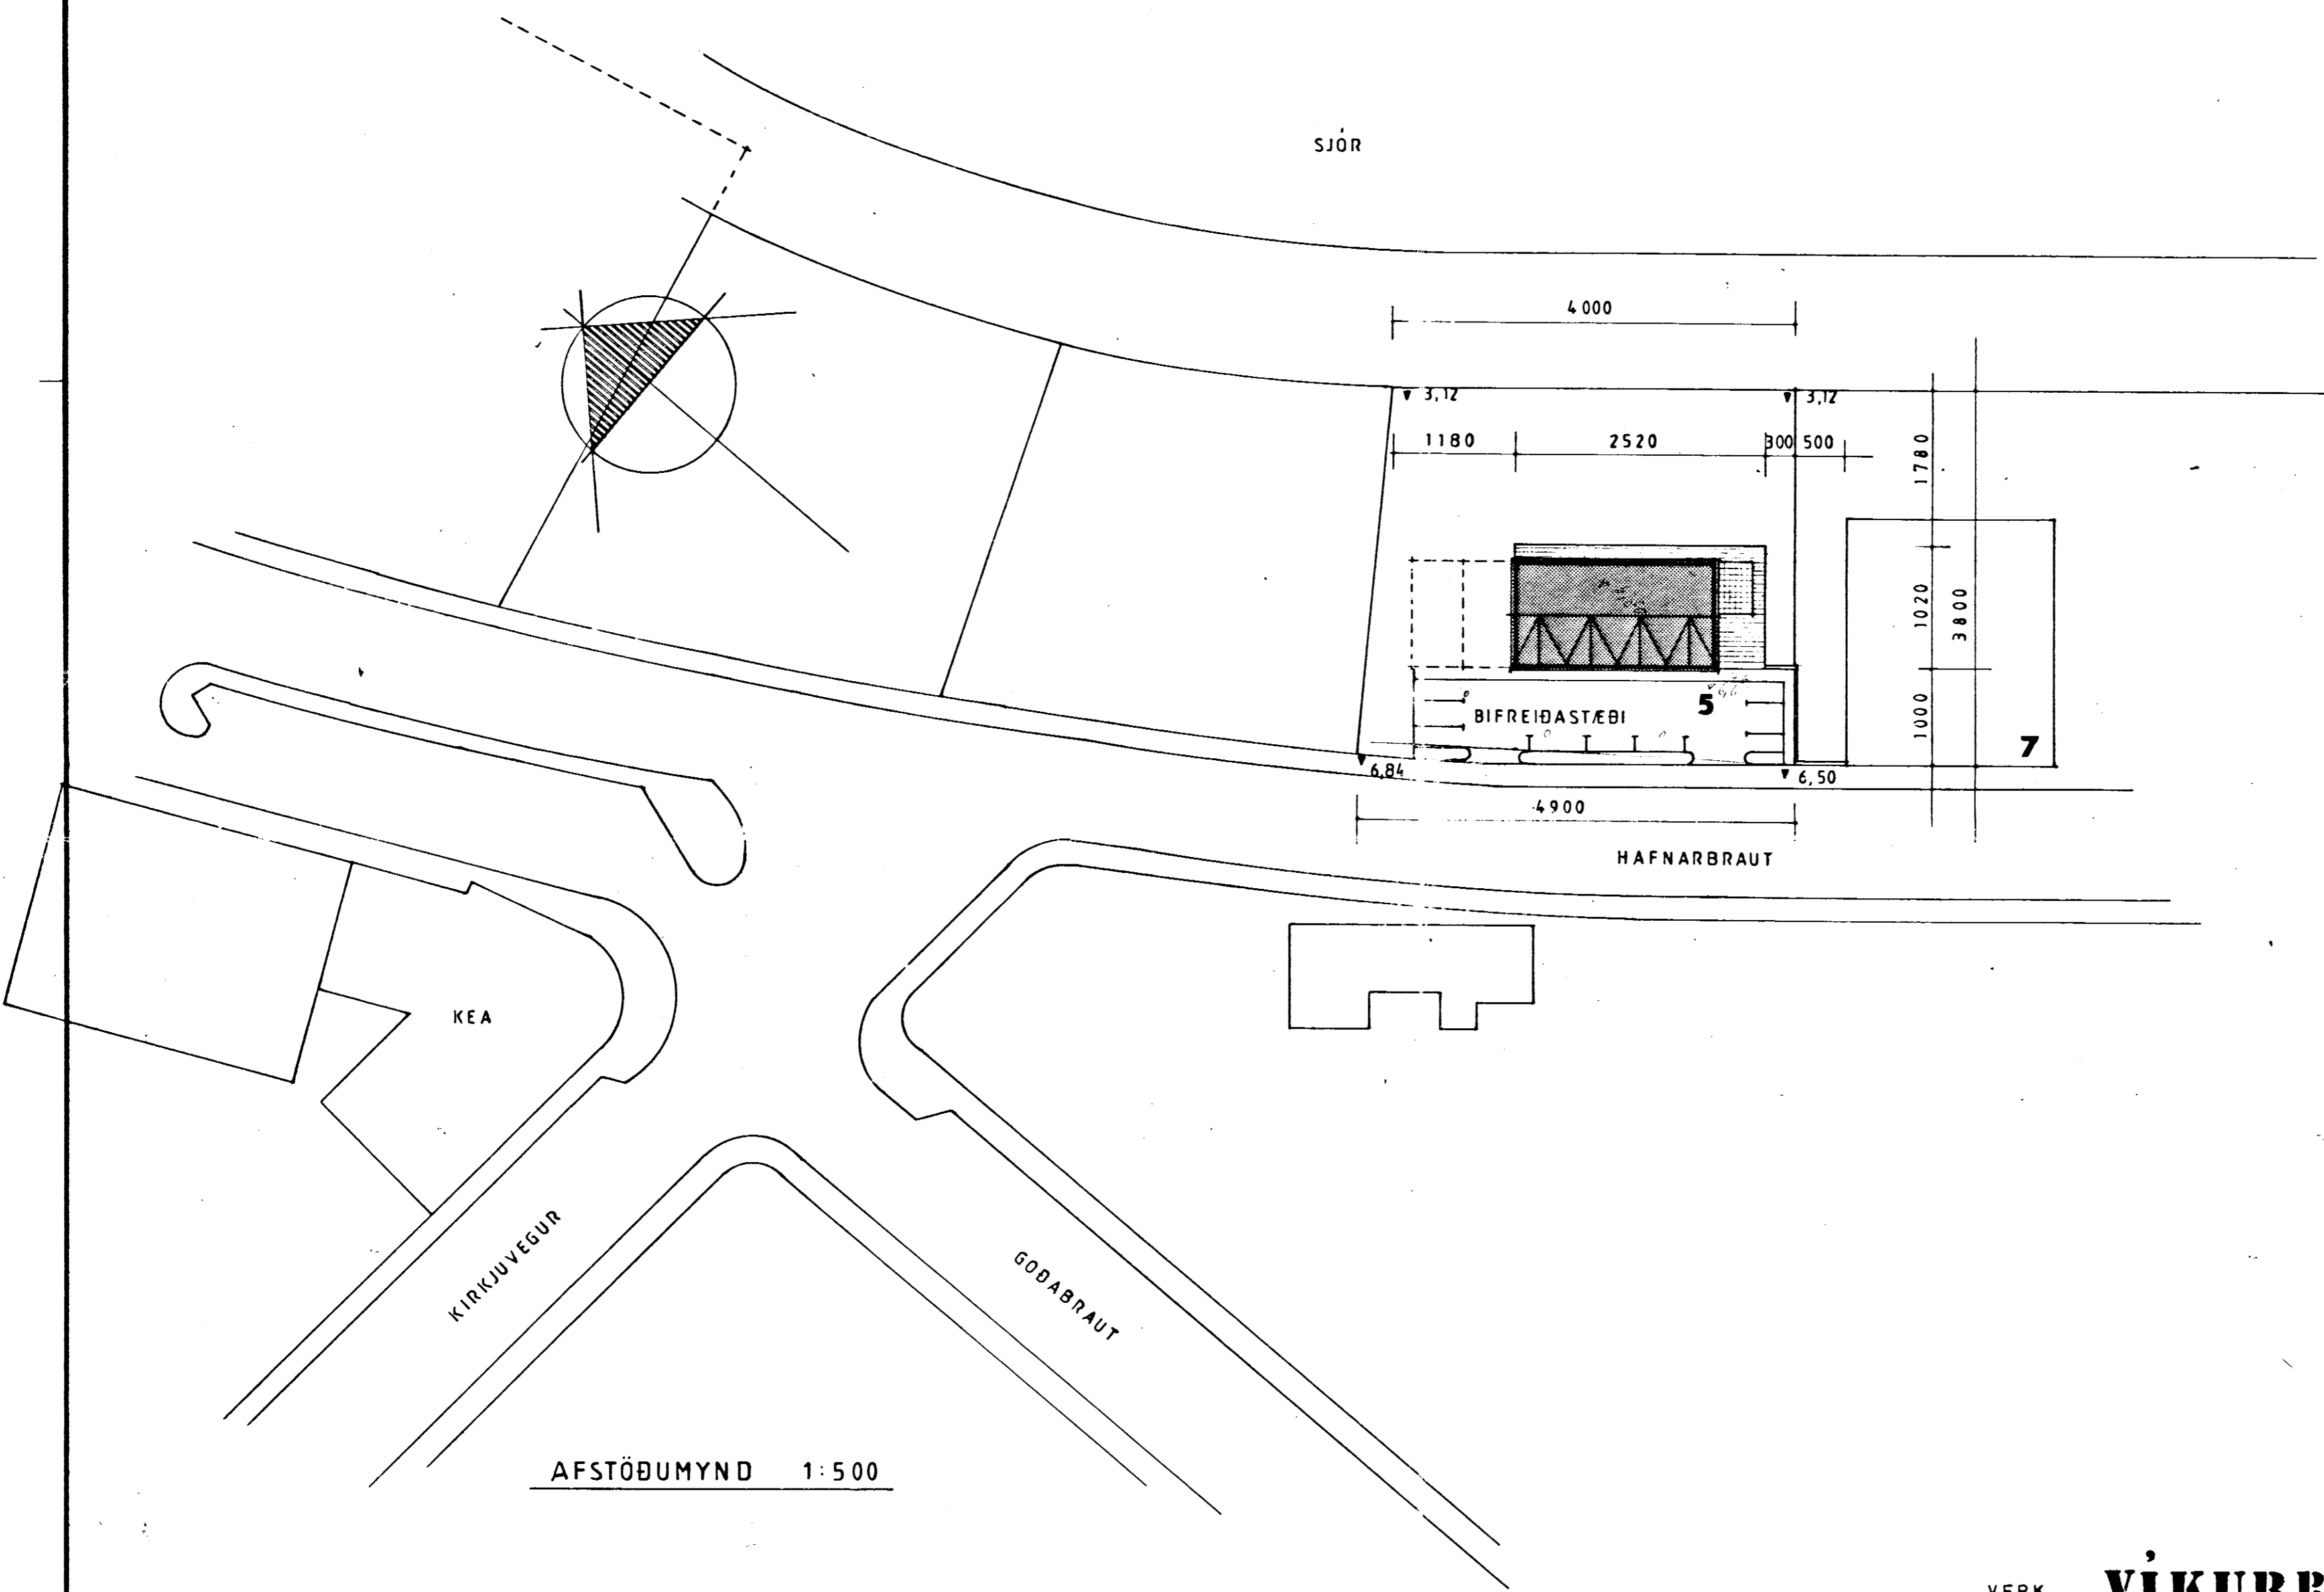 SJÓR
4000
3,12
3,12
1180 2520 300 500
1780
1020
3800
1000
5
BIFREIÐASTÆÐI
7
6,84
6,50
4900
HAFNARBRAUT
KEA
KIRKJUVEGUR
GOÐABRAUT
AFSTÖÐUMYND 1:500
VERK